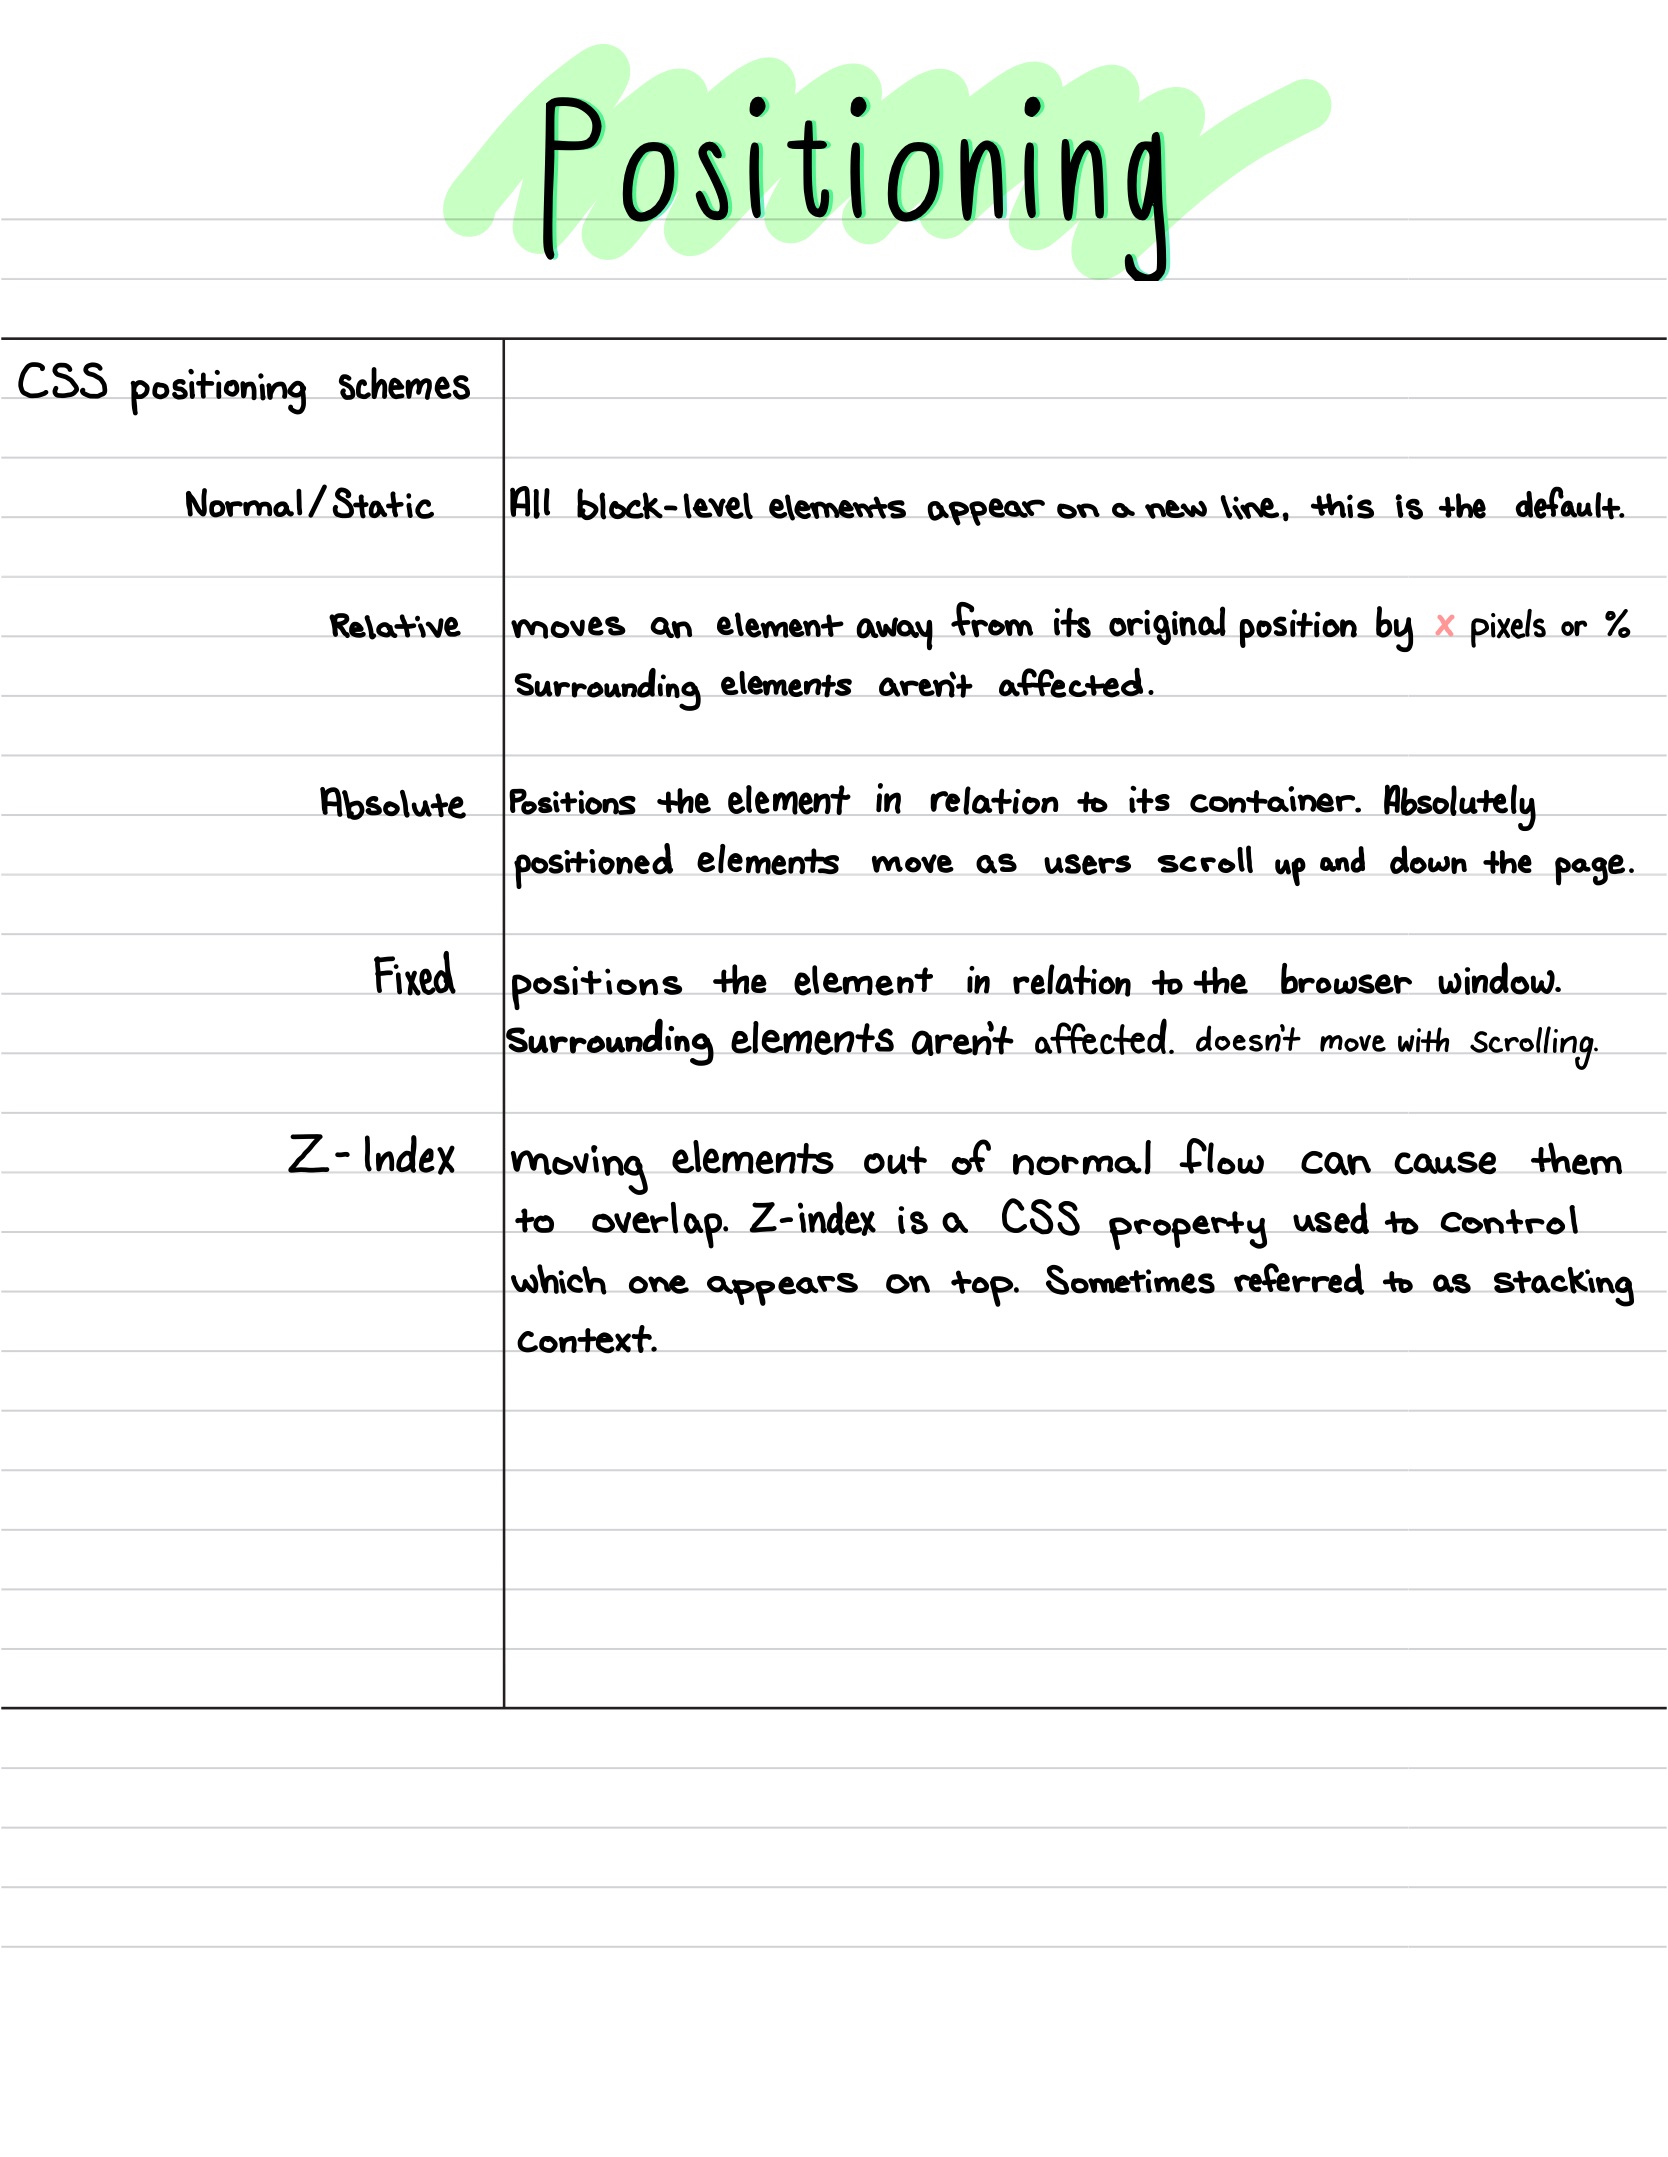 Positioning
CSS positioning schemes
Normal/Static All block-level elements appear on a new line, this is the default.
Relative moves an element away from its original position by x pixels or %
Surrounding elements aren't affected.
Absolute Positions the element in relation to its container. Absolutely
positioned elements move as users scroll up and down the page.
Fixed positions the element in relation to the browser window.
Surrounding elements aren't affected. doesn't move with scrolling.
Z-Index moving elements out of normal flow can cause them
to overlap. Z-index is a CSS property used to control
which one appears on top. Sometimes referred to as stacking
context.